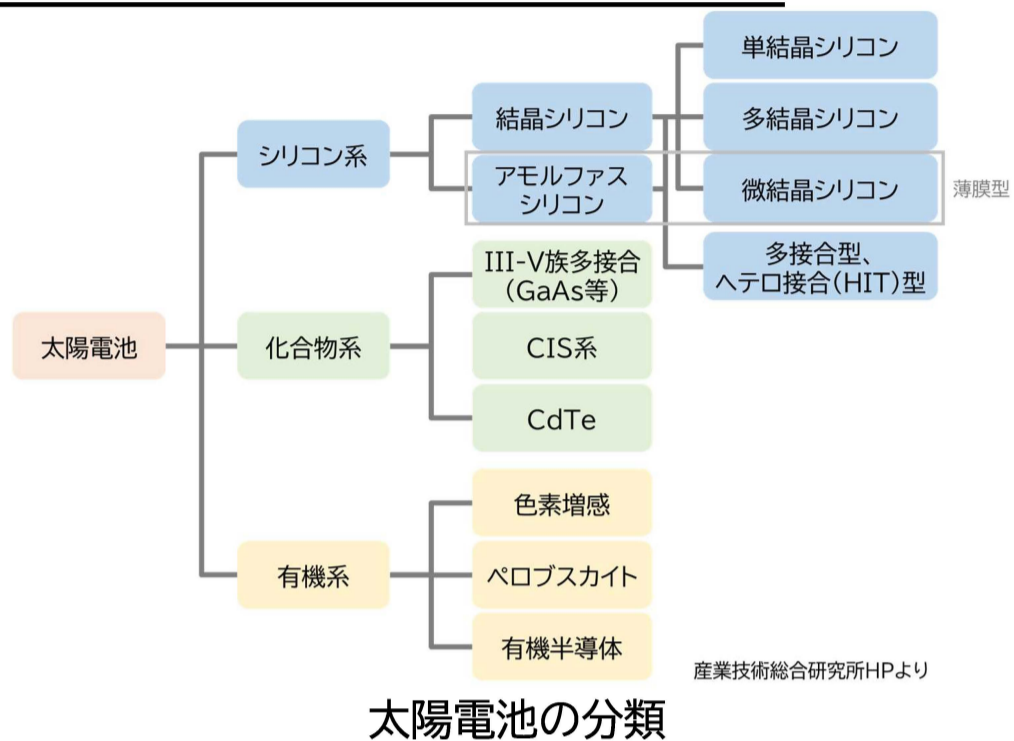 単結晶シリコン
結晶シリコン
多結晶シリコン
シリコン系
アモルファス
シリコン
微結晶シリコン
薄膜型
III-V族多接合
(GaAs等)
多接合型、
ヘテロ接合(HIT)型
太陽電池
化合物系
CIS系
CdTe
色素増感
有機系
ペロブスカイト
有機半導体
産業技術総合研究所HPより
太陽電池の分類